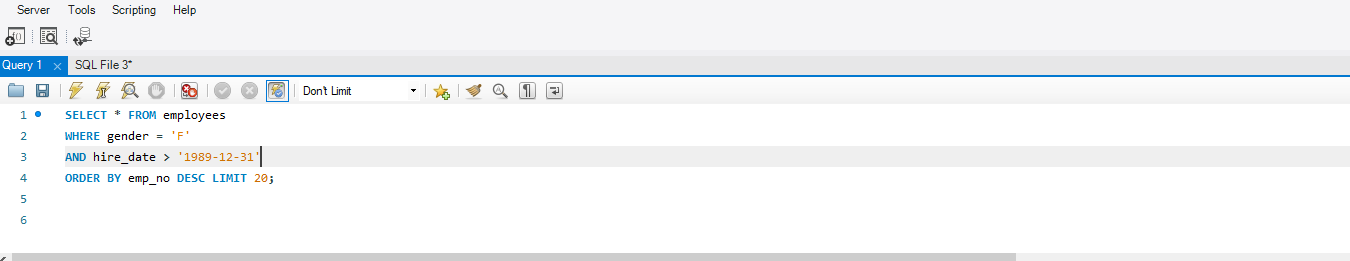 Server Tools Scripting Help
Query 1 SQL File 3*
Don't Limit
1 SELECT * FROM employees
2 WHERE gender = 'F'
3 AND hire_date > '1989-12-31'
4 ORDER BY emp_no DESC LIMIT 20;
5
6